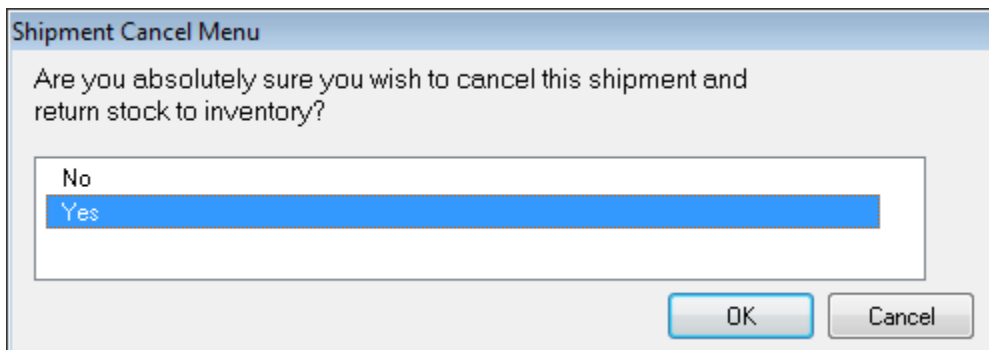 Shipment Cancel Menu
Are you absolutely sure you wish to cancel this shipment and
return stock to inventory?
No
Yes
OK Cancel